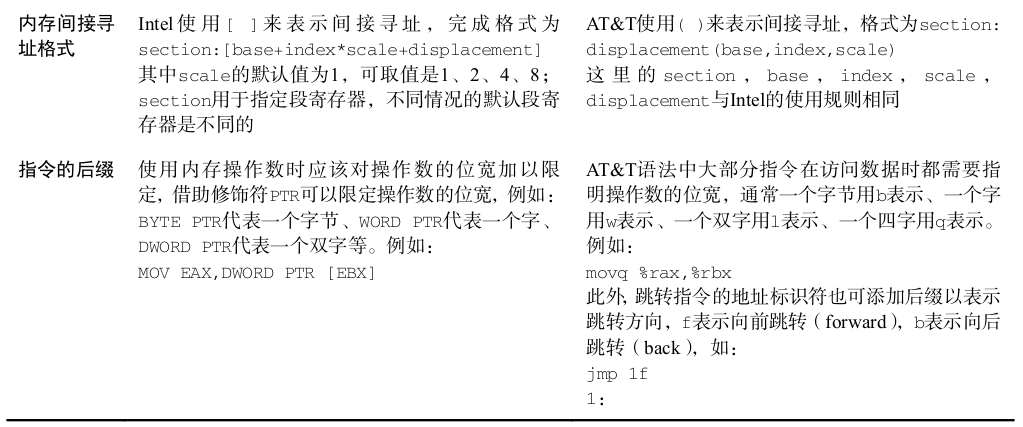 内存间接寻址格式
Intel使用[ ]来表示间接寻址，完成格式为
section:[base+index*scale+displacement]
其中scale的默认值为1，可取值是1、2、4、8；
section用于指定段寄存器，不同情况的默认段寄
存器是不同的
AT&T使用( )来表示间接寻址，格式为section:
displacement(base,index,scale)
这里的section，base，index，scale，
displacement与Intel的使用规则相同
指令的后缀
使用内存操作数时应该对操作数的位宽加以限
定，借助修饰符PTR可以限定操作数的位宽，例如：
BYTE PTR代表一个字节、WORD PTR代表一个字、
DWORD PTR代表一个双字等。例如：
MOV EAX,DWORD PTR [EBX]
AT&T语法中大部分指令在访问数据时都需要指
明操作数的位宽，通常一个字节用b表示、一个字
用w表示、一个双字用l表示、一个四字用q表示。
例如：
movq %rax,%rbx
此外，跳转指令的地址标识符也可添加后缀以表示
跳转方向，f表示向前跳转（forward），b表示向后
跳转（back），如：
jmp 1f
1: